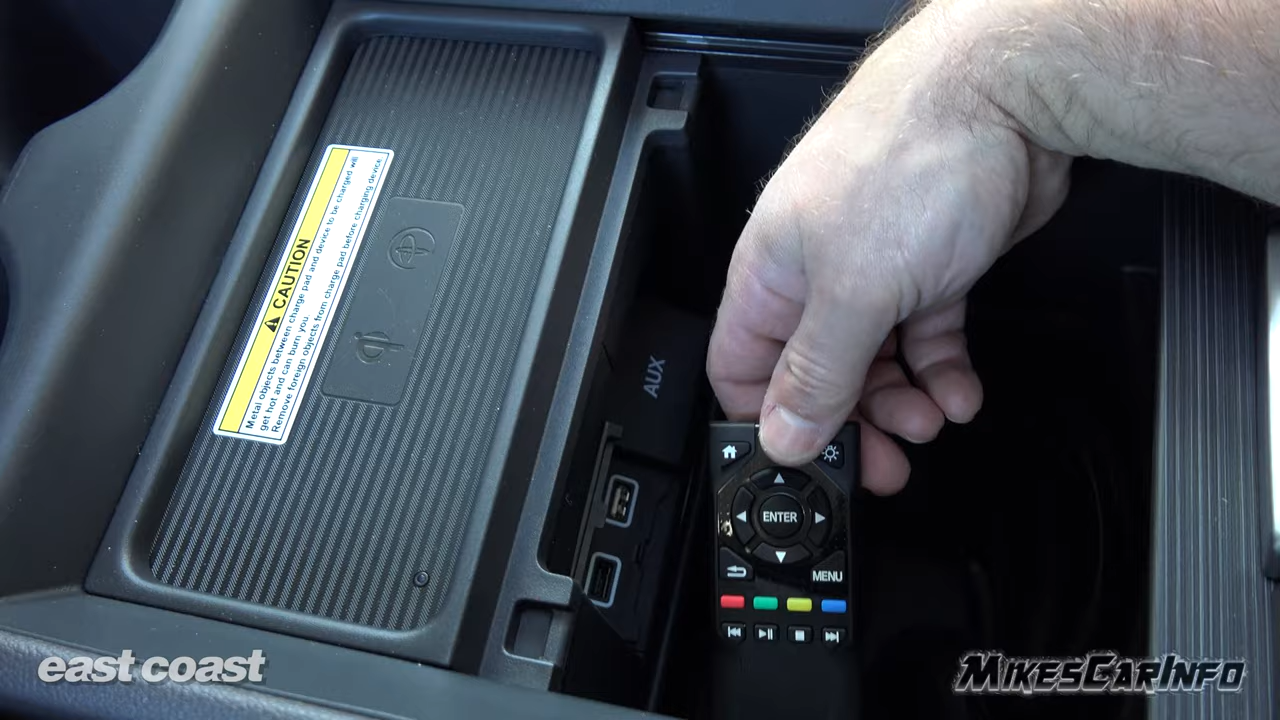 ⚠ CAUTION
Metal objects between charge pad and device to be charged will
get hot and can burn you.
Remove foreign objects from charge pad before charging device
AUX
ENTER
MENU
east coast
MIKESCARINFO